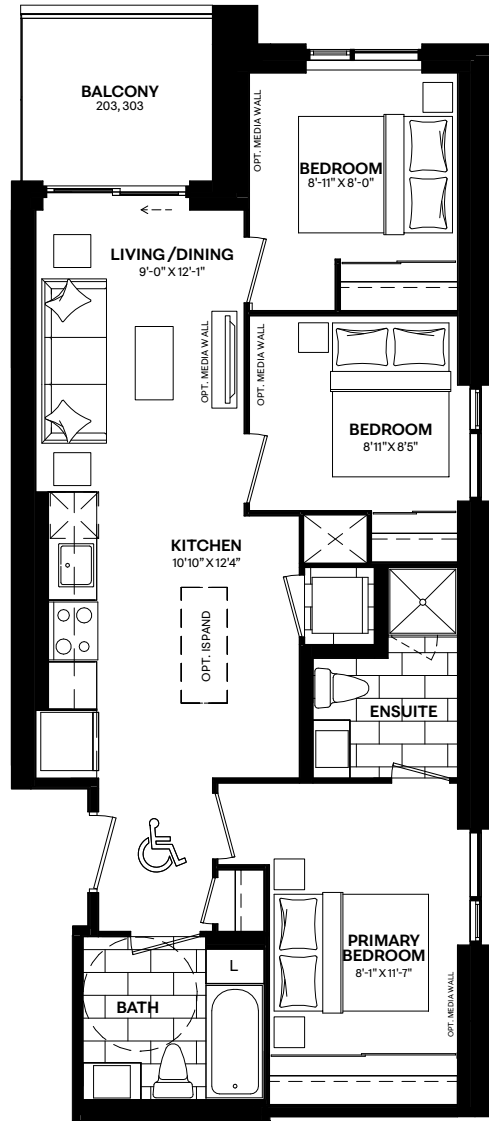 BALCONY
203, 303
OPT. MEDIA WALL
BEDROOM
8'-11" X 8'-0"
LIVING /DINING
9'-0" X 12'-1"
OPT. MEDIA WALL
OPT. MEDIA WALL
BEDROOM
8'11"X 8'5"
KITCHEN
10'10" X 12'4"
OPT. ISPAND
ENSUITE
PRIMARY
BEDROOM
8'-1" X 11'-7"
OPT. MEDIA WALL
L
BATH